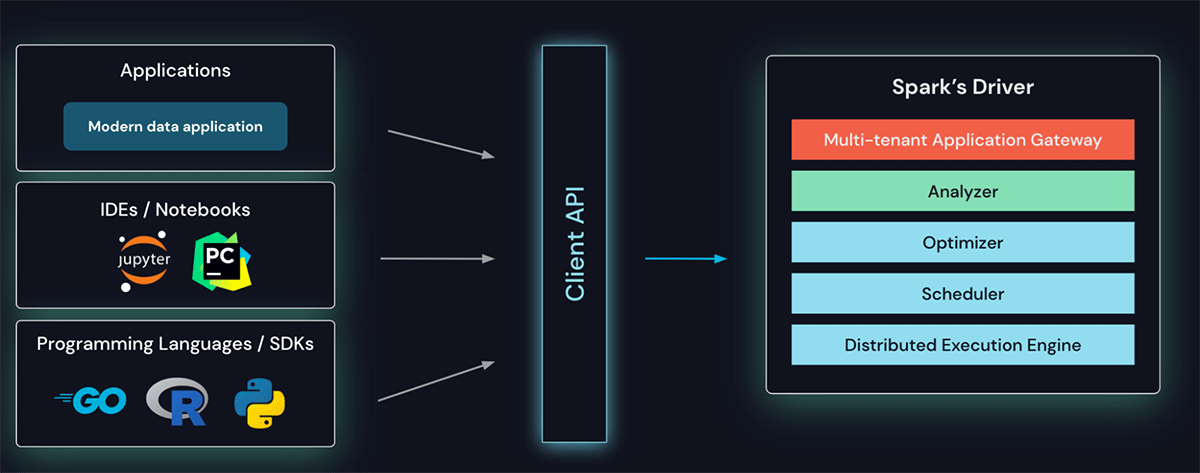 Applications
Modern data application
IDEs / Notebooks
jupyter
PC
Programming Languages / SDKs
GO
R
Client API
Spark's Driver
Multi-tenant Application Gateway
Analyzer
Optimizer
Scheduler
Distributed Execution Engine